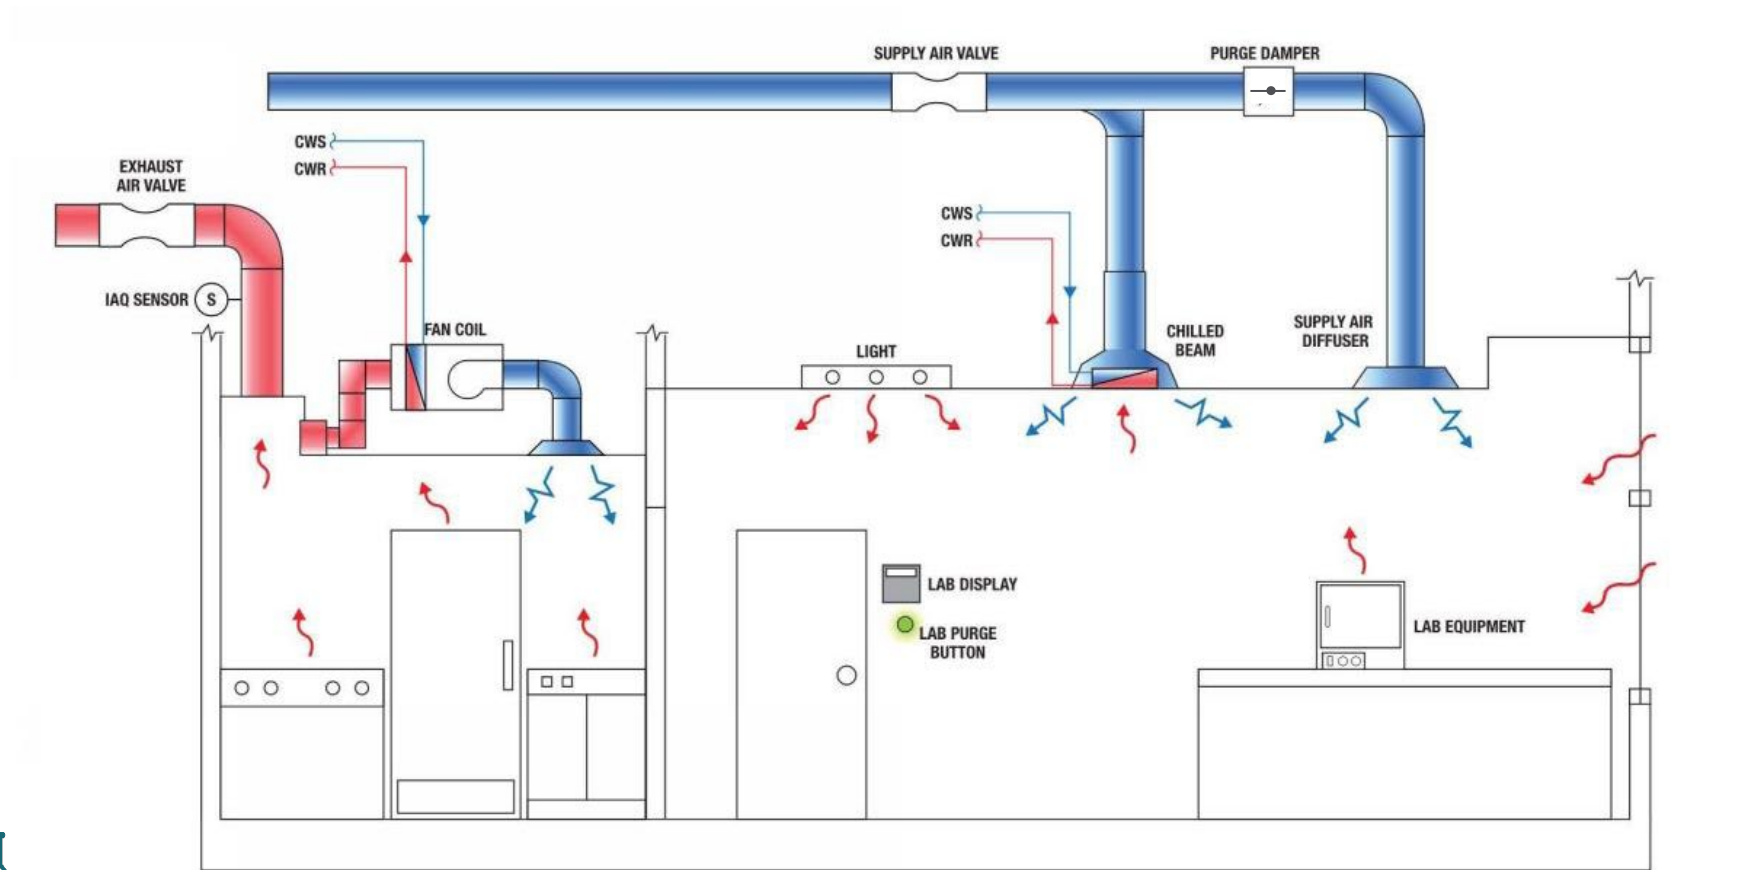 SUPPLY AIR VALVE
PURGE DAMPER
CWS
CWR
EXHAUST
AIR VALVE
CWS
CWR
IAQ SENSOR
S
FAN COIL
LIGHT
CHILLED
BEAM
SUPPLY AIR
DIFFUSER
LAB DISPLAY
LAB PURGE
BUTTON
LAB EQUIPMENT